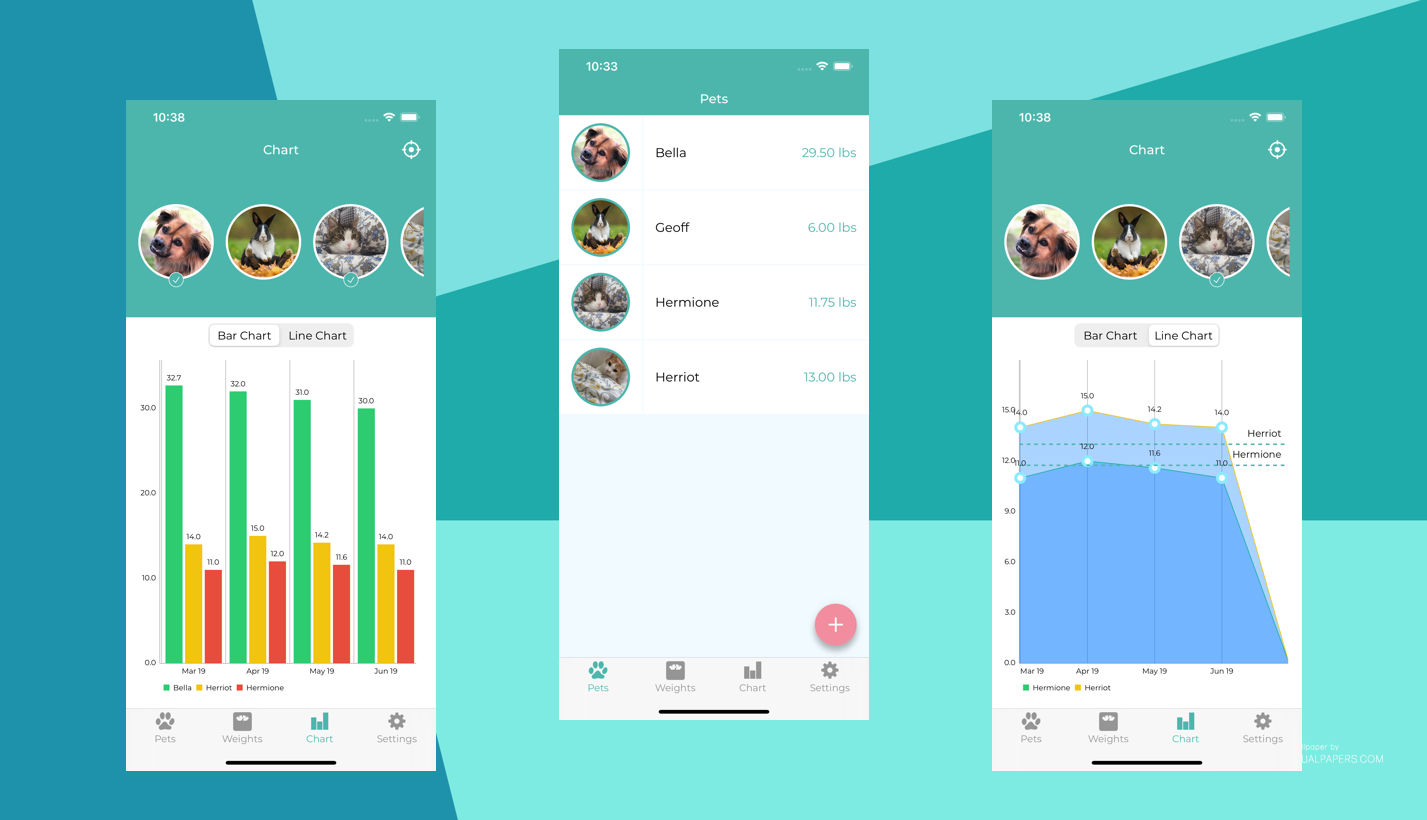 10:38
Chart
Bar Chart
Line Chart
32.7
32.0
31.0
30.0
30.0
20.0
14.0
15.0
14.2
14.0
11.0
12.0
11.6
11.0
10.0
0.0
Mar 19
Apr 19
May 19
Jun 19
Bella
Herriot
Hermione
Pets
Weights
Chart
Settings
10:33
Pets
Bella
29.50 lbs
Geoff
6.00 lbs
Hermione
11.75 lbs
Herriot
13.00 lbs
+
Pets
Weights
Chart
Settings
10:38
Chart
Bar Chart
Line Chart
15.0
14.0
15.0
14.2
14.0
Herriot
Hermione
12.0
11.0
12.0
11.6
11.0
9.0
6.0
3.0
0.0
Mar 19
Apr 19
May 19
Jun 19
Hermione
Herriot
Pets
Weights
Chart
Settings
llpaper by
UALPAPERS.COM